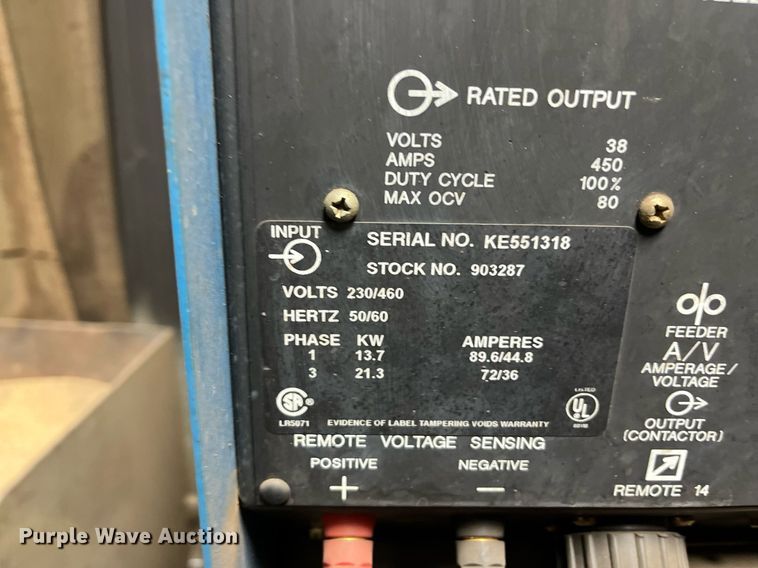 RATED OUTPUT
VOLTS 38
AMPS 450
DUTY CYCLE 100%
MAX OCV 80
INPUT
SERIAL NO. KE551318
STOCK NO. 903287
VOLTS 230/460
HERTZ 50/60
PHASE KW AMPERES
1 13.7 89.6/44.8
3 21.3 72/36
LISTED
UL
LR5071
EVIDENCE OF LABEL TAMPERING VOIDS WARRANTY
REMOTE VOLTAGE SENSING
POSITIVE NEGATIVE
+ −
FEEDER
A/V
AMPERAGE/
VOLTAGE
OUTPUT
(CONTACTOR)
REMOTE 14
Purple Wave Auction